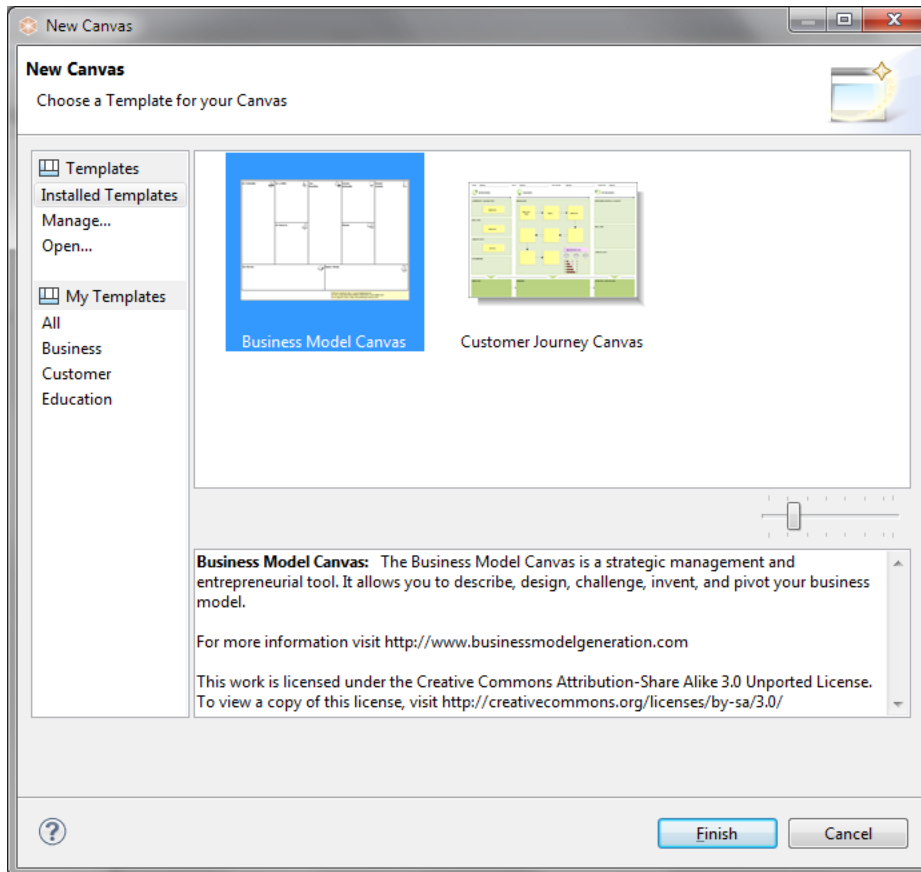 New Canvas
New Canvas
Choose a Template for your Canvas
Templates
Installed Templates
Manage...
Open...
My Templates
All
Business
Customer
Education
Business Model Canvas
Customer Journey Canvas
Business Model Canvas: The Business Model Canvas is a strategic management and
entrepreneurial tool. It allows you to describe, design, challenge, invent, and pivot your business
model.
For more information visit http://www.businessmodelgeneration.com
This work is licensed under the Creative Commons Attribution-Share Alike 3.0 Unported License.
To view a copy of this license, visit http://creativecommons.org/licenses/by-sa/3.0/
?
Finish
Cancel